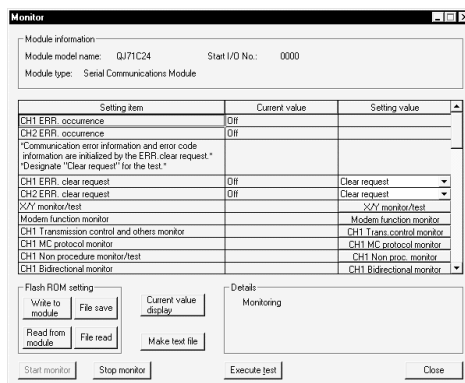 Monitor
Module information
Module model name: QJ71C24 Start I/O No.: 0000
Module type: Serial Communications Module
Setting item Current value Setting value
CH1 ERR. occurrence Off
CH2 ERR. occurrence Off
"Communication error information and error code
information are initialized by the ERR.clear request."
"Designate "Clear request" for the test."
CH1 ERR. clear request Off Clear request
CH2 ERR. clear request Off Clear request
X/Y monitor/test X/Y monitor/test
Modem function monitor Modem function monitor
CH1 Transmission control and others monitor CH1 Trans.control monitor
CH1 MC protocol monitor CH1 MC protocol monitor
CH1 Non procedure monitor/test CH1 Non proc. monitor
CH1 Bidirectional monitor CH1 Bidirectional monitor
Flash ROM setting
Write to
module
File save
Read from
module
File read
Current value
display
Make text file
Details
Monitoring
Start monitor Stop monitor Execute test Close